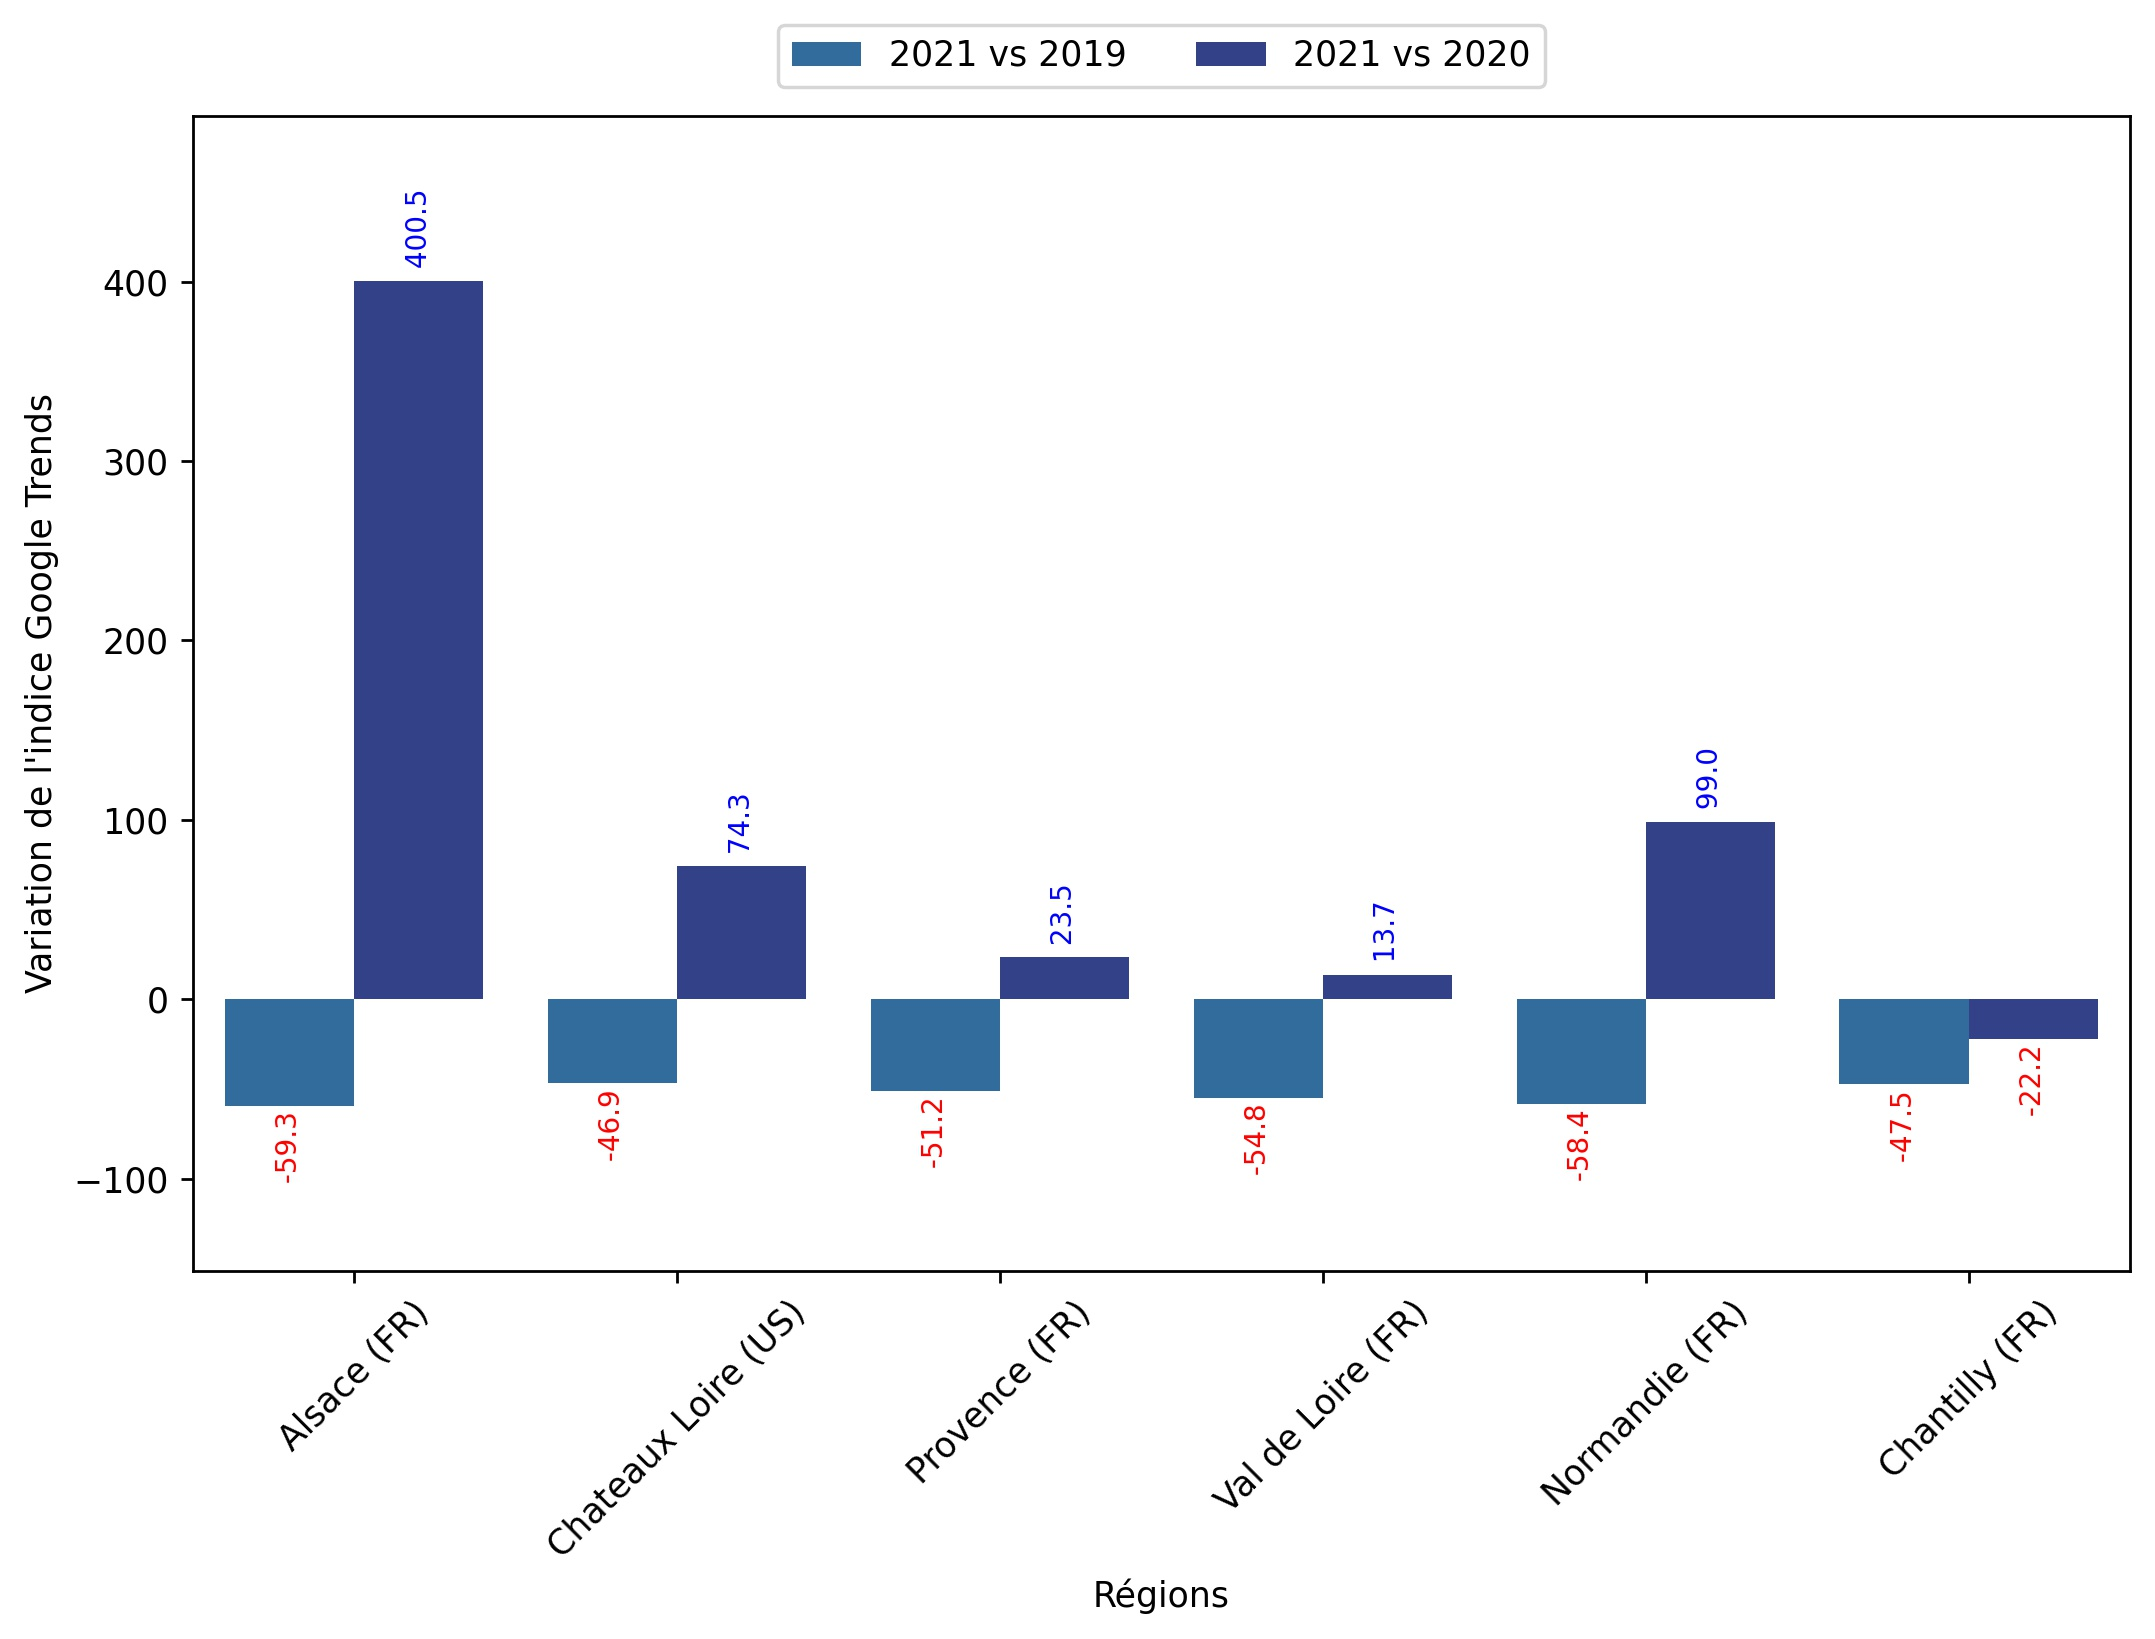 2021 vs 2019
2021 vs 2020
Variation de l'indice Google Trends
400
300
200
100
0
−100
-59.3
400.5
-46.9
74.3
-51.2
23.5
-54.8
13.7
-58.4
99.0
-47.5
-22.2
Alsace (FR)
Chateaux Loire (US)
Provence (FR)
Val de Loire (FR)
Normandie (FR)
Chantilly (FR)
Régions